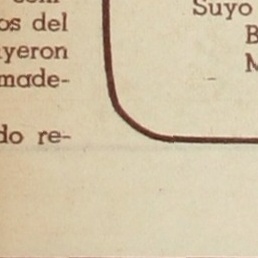 os del
yeron
made-
do re-
Suyo
B
M